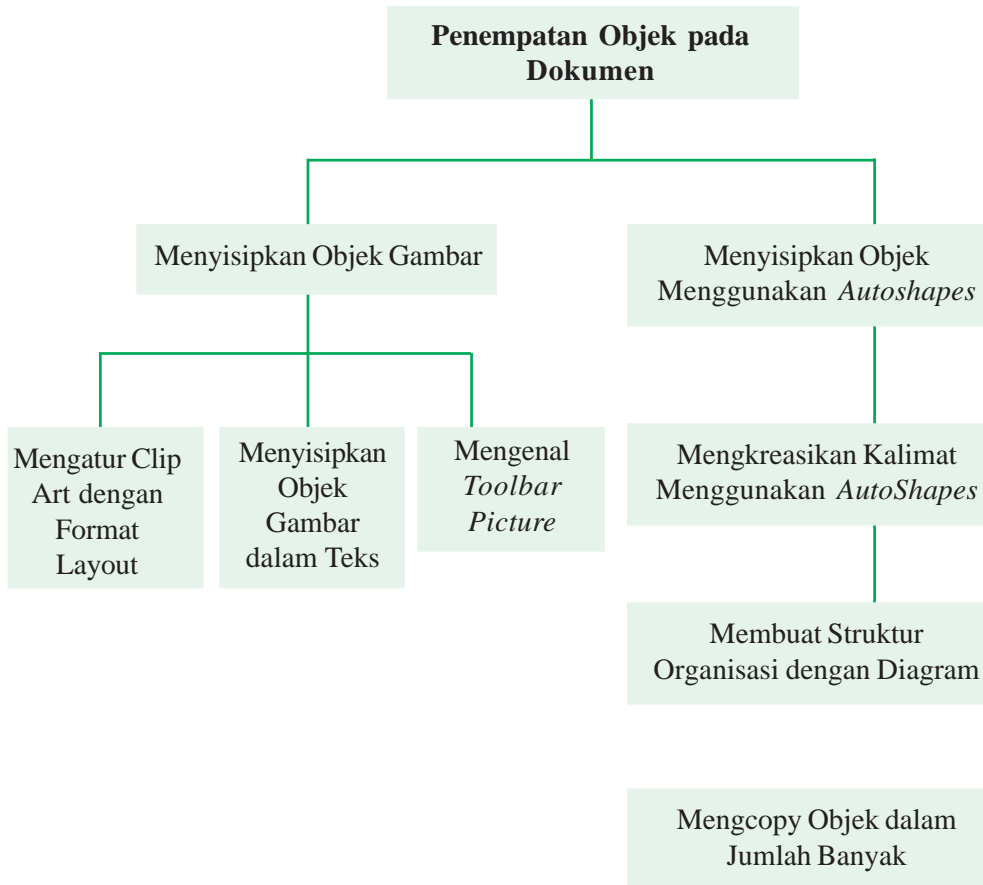 Penempatan Objek pada
Dokumen
Menyisipkan Objek Gambar
Menyisipkan Objek
Menggunakan Autoshapes
Mengatur Clip
Art dengan
Format
Layout
Menyisipkan
Objek
Gambar
dalam Teks
Mengenal
Toolbar
Picture
Mengkreasikan Kalimat
Menggunakan AutoShapes
Membuat Struktur
Organisasi dengan Diagram
Mengcopy Objek dalam
Jumlah Banyak